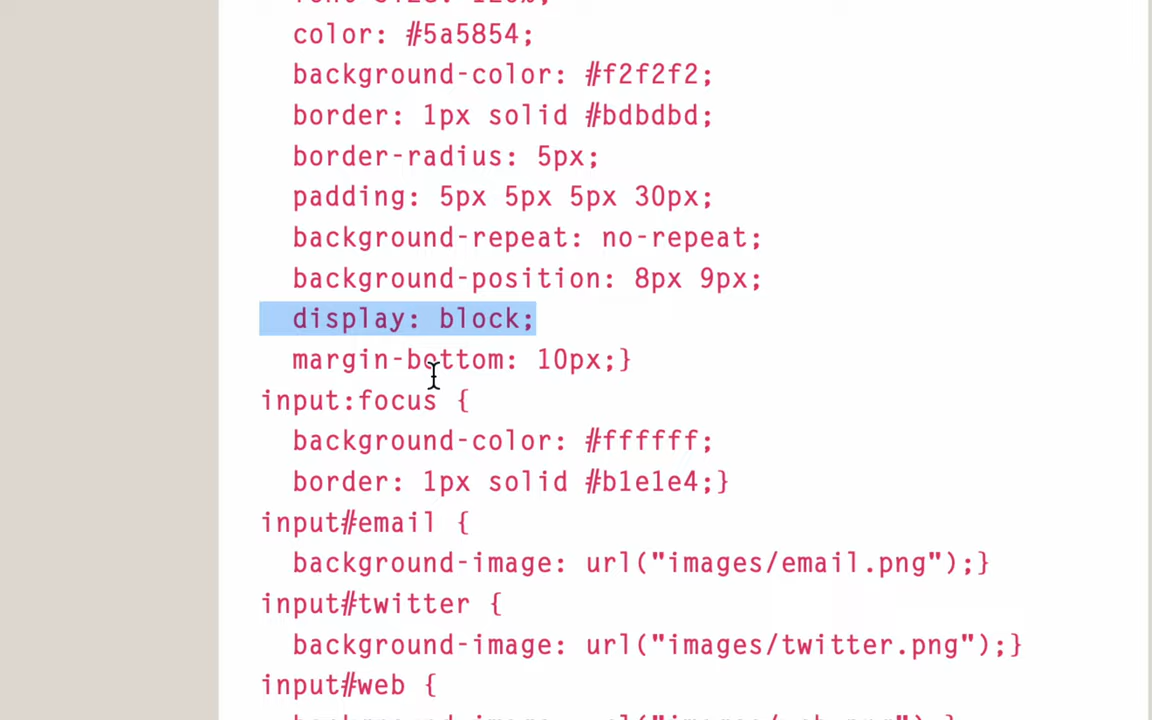 font-size: 120%;
color: #5a5854;
background-color: #f2f2f2;
border: 1px solid #bdbdbd;
border-radius: 5px;
padding: 5px 5px 5px 30px;
background-repeat: no-repeat;
background-position: 8px 9px;
display: block;
margin-bottom: 10px;}
input:focus {
background-color: #ffffff;
border: 1px solid #b1e1e4;}
input#email {
background-image: url("images/email.png");}
input#twitter {
background-image: url("images/twitter.png");}
input#web {